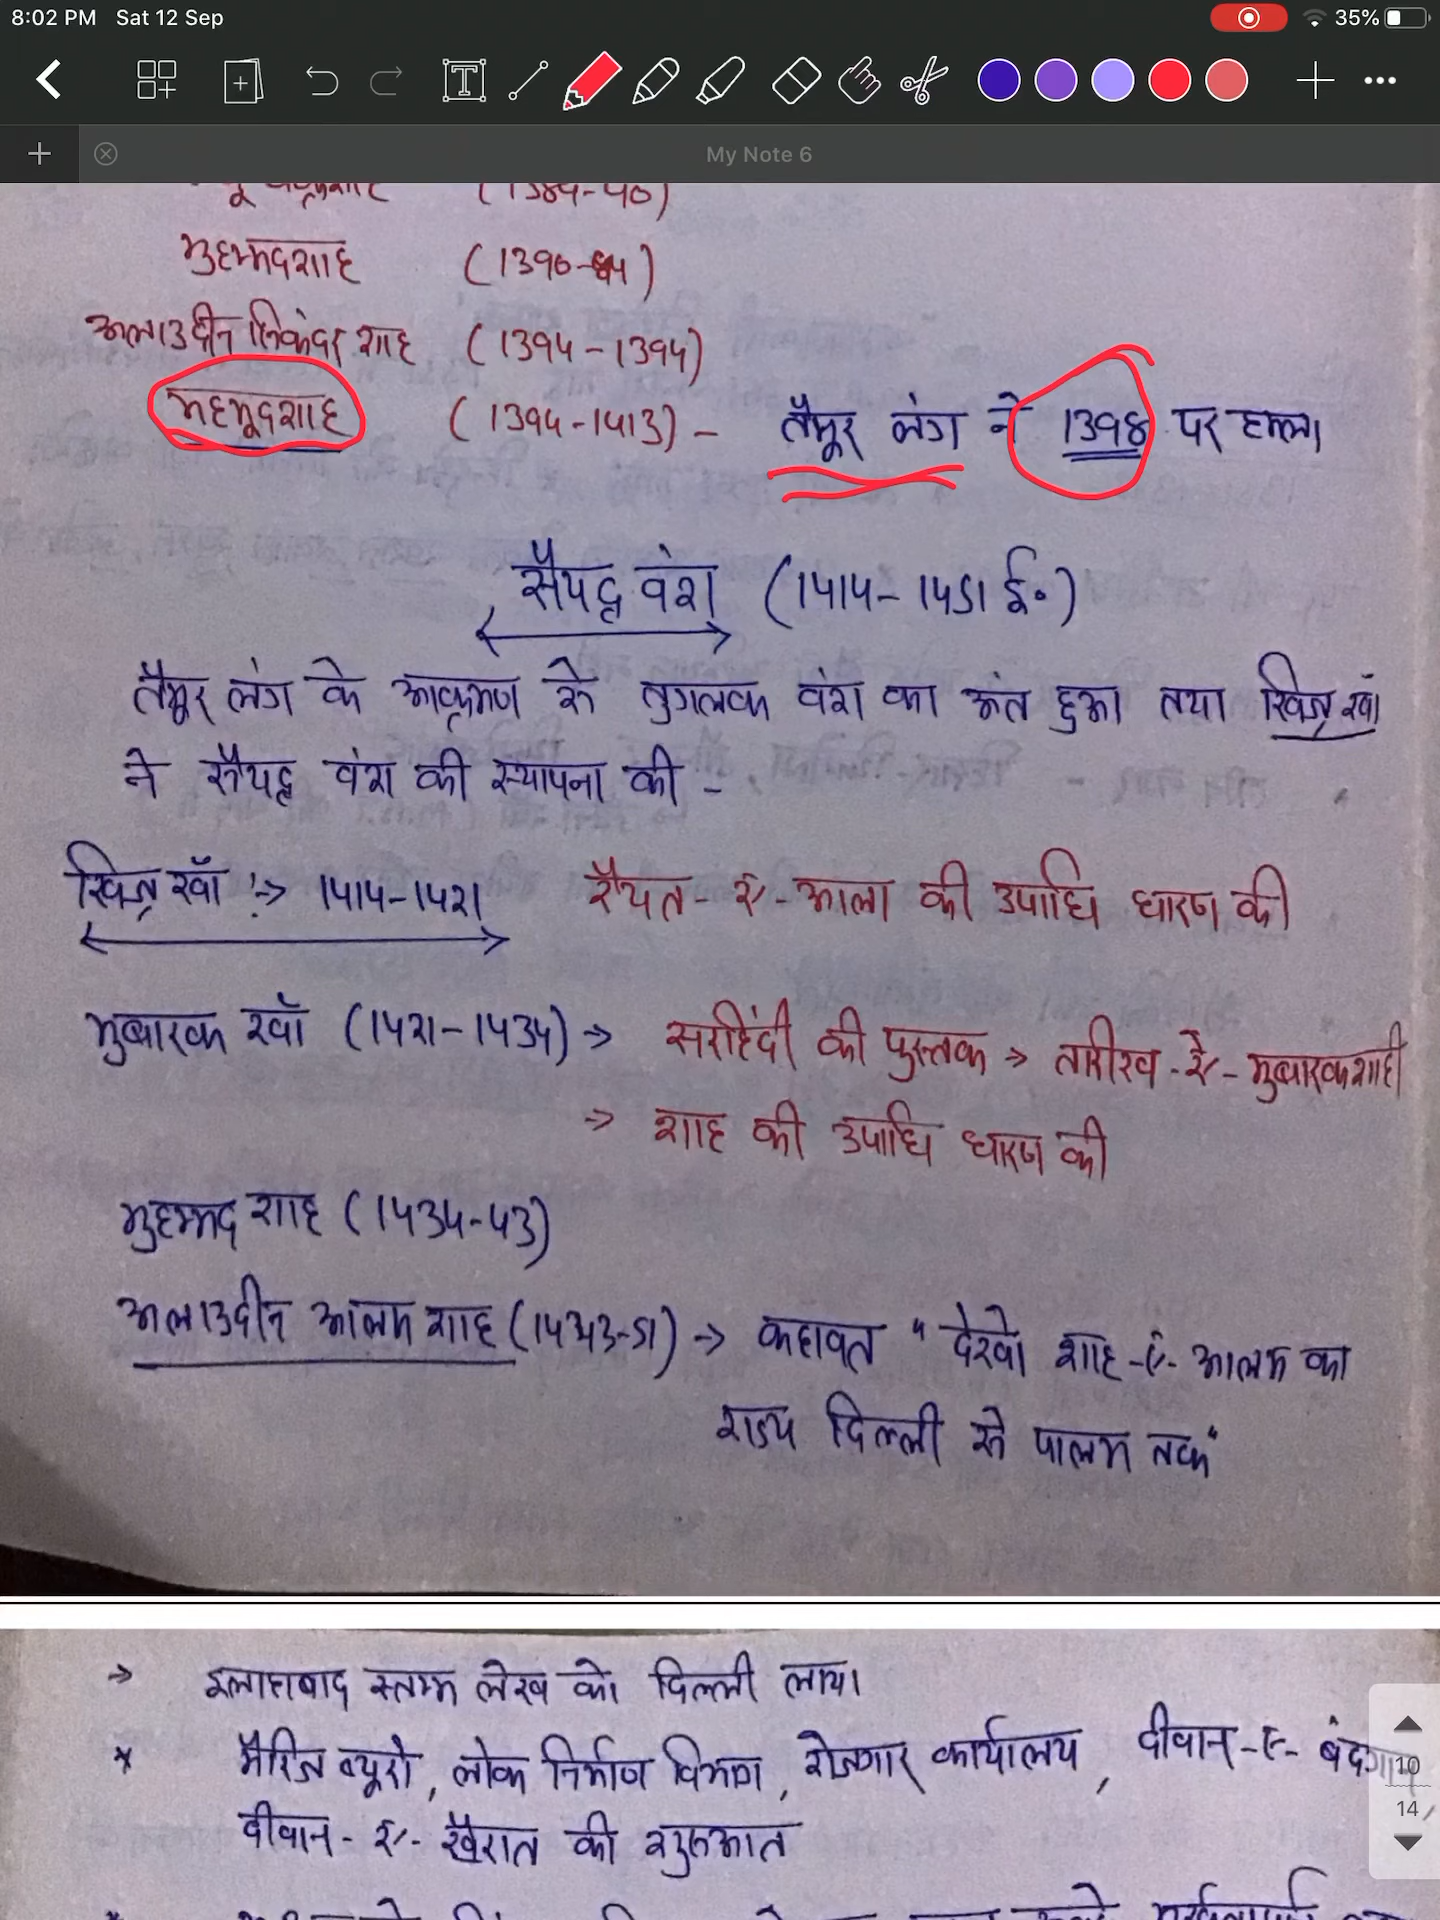 8:02 PM Sat 12 Sep 35%
My Note 6
मुहम्मदशाह (1390-94)
अलाउद्दीन सिकंदर शाह (1394-1394)
महमूदशाह (1394-1413) - तैमूर लंग ने 1398 पर हमला
सैयद्द वंश (1414-1451 ई०)
तैमूर लंग के आक्रमण से तुगलक वंश का अंत हुआ तथा खिज्र खाँ
ने सैयद्द वंश की स्थापना की -
खिज्र खाँ :-> 1414-1421 रैयत-ए-आला की उपाधि धारण की
मुबारक खाँ (1421-1434) -> सरहिंदी की पुस्तक -> तारीख-ए-मुबारकशाही
-> शाह की उपाधि धारण की
मुहम्मद शाह (1434-43)
अलाउद्दीन आलम शाह (1443-51) -> कहावत "देखो शाह-ए-आलम का
राज्य दिल्ली से पालम तक"
-> इलाहाबाद स्तम्भ लेख को दिल्ली लाया
* मैरिज ब्यूरो, लोक निर्माण विभाग, रोजगार कार्यालय, दीवान-ए-
दीवान-ए-खैरात की शुरुआत
10
14